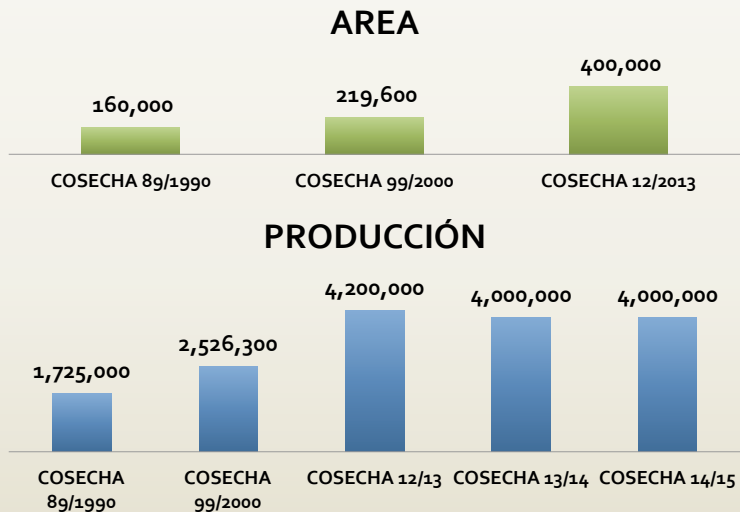 AREA
160,000
219,600
400,000
COSECHA 89/1990
COSECHA 99/2000
COSECHA 12/2013
PRODUCCIÓN
1,725,000
2,526,300
4,200,000
4,000,000
4,000,000
COSECHA
89/1990
COSECHA
99/2000
COSECHA 12/13
COSECHA 13/14
COSECHA 14/15